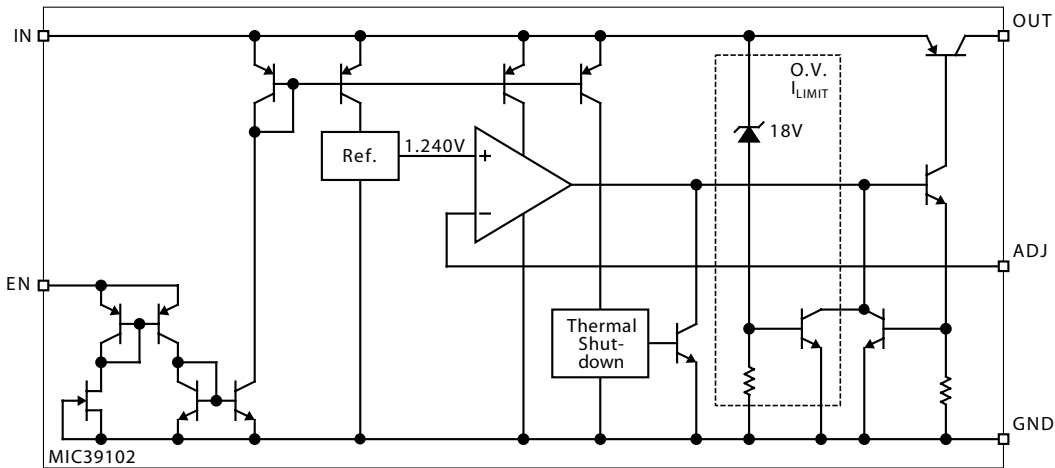 IN
OUT
O.V.
ILIMIT
18V
Ref.
1.240V
+
−
ADJ
EN
Thermal
Shut-
down
GND
MIC39102